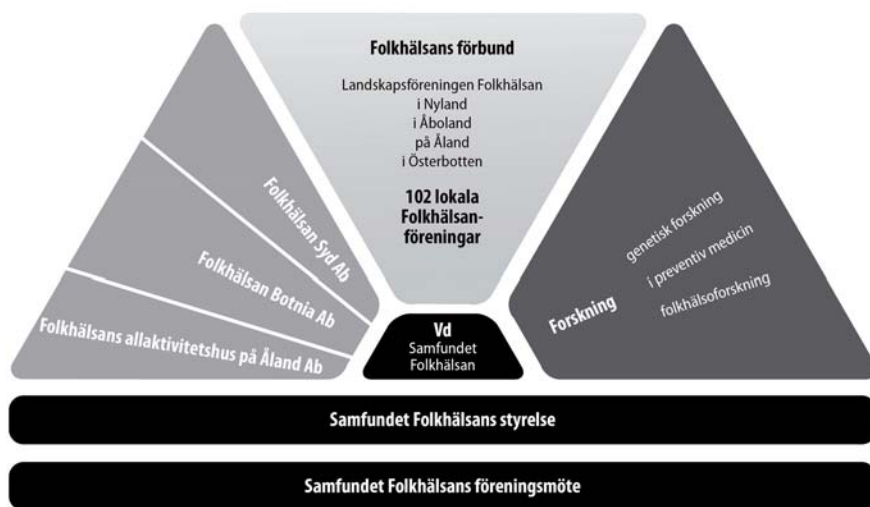 Folkhälsans förbund
Landskapsföreningen Folkhälsan
i Nyland
i Åboland
på Åland
i Österbotten
102 lokala
Folkhälsan-
föreningar
Folkhälsan Syd Ab
Folkhälsan Botnia Ab
Folkhälsans allaktivitetshus på Åland Ab
Vd
Samfundet
Folkhälsan
Forskning
genetisk forskning
i preventiv medicin
folkhälsoforskning
Samfundet Folkhälsans styrelse
Samfundet Folkhälsans föreningsmöte